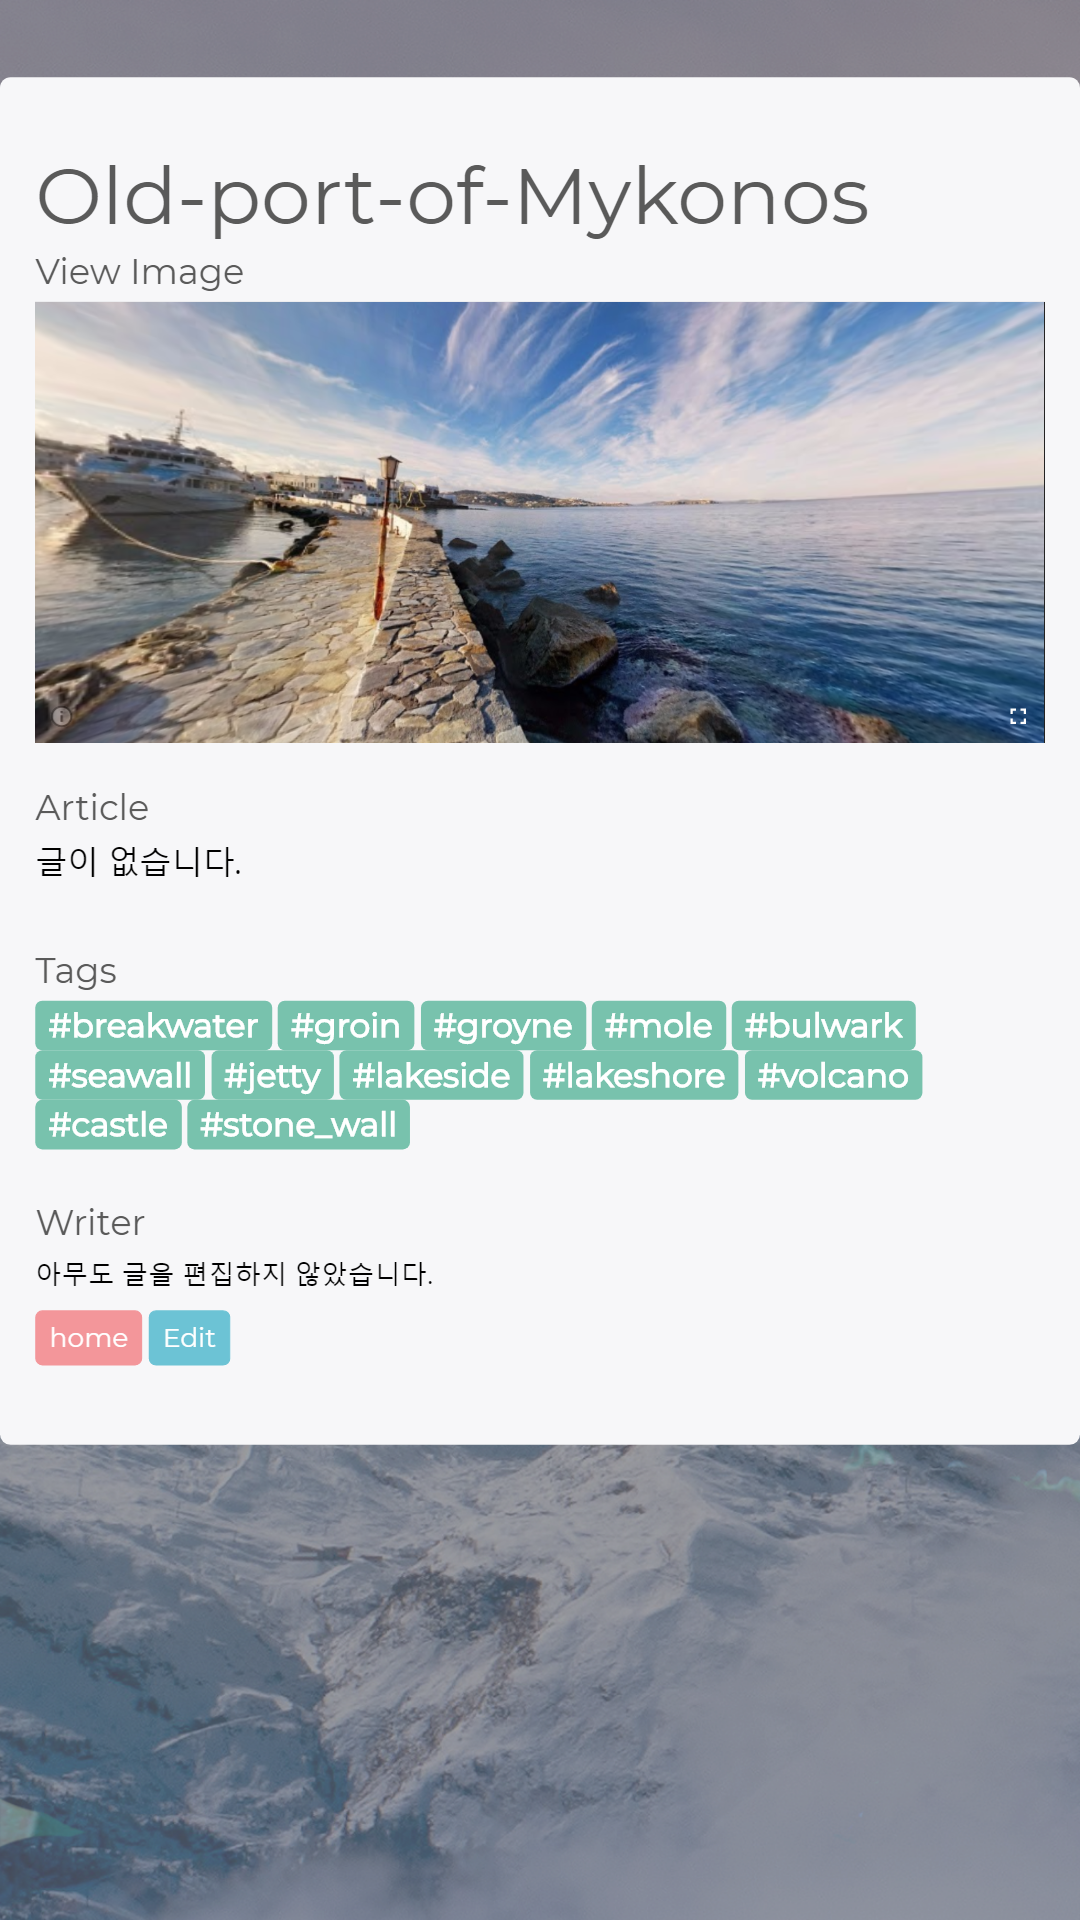 Old-port-of-Mykonos
View Image
Article
글이 없습니다.
Tags
#breakwater #groin #groyne #mole #bulwark
#seawall #jetty #lakeside #lakeshore #volcano
#castle #stone_wall
Writer
아무도 글을 편집하지 않았습니다.
home Edit